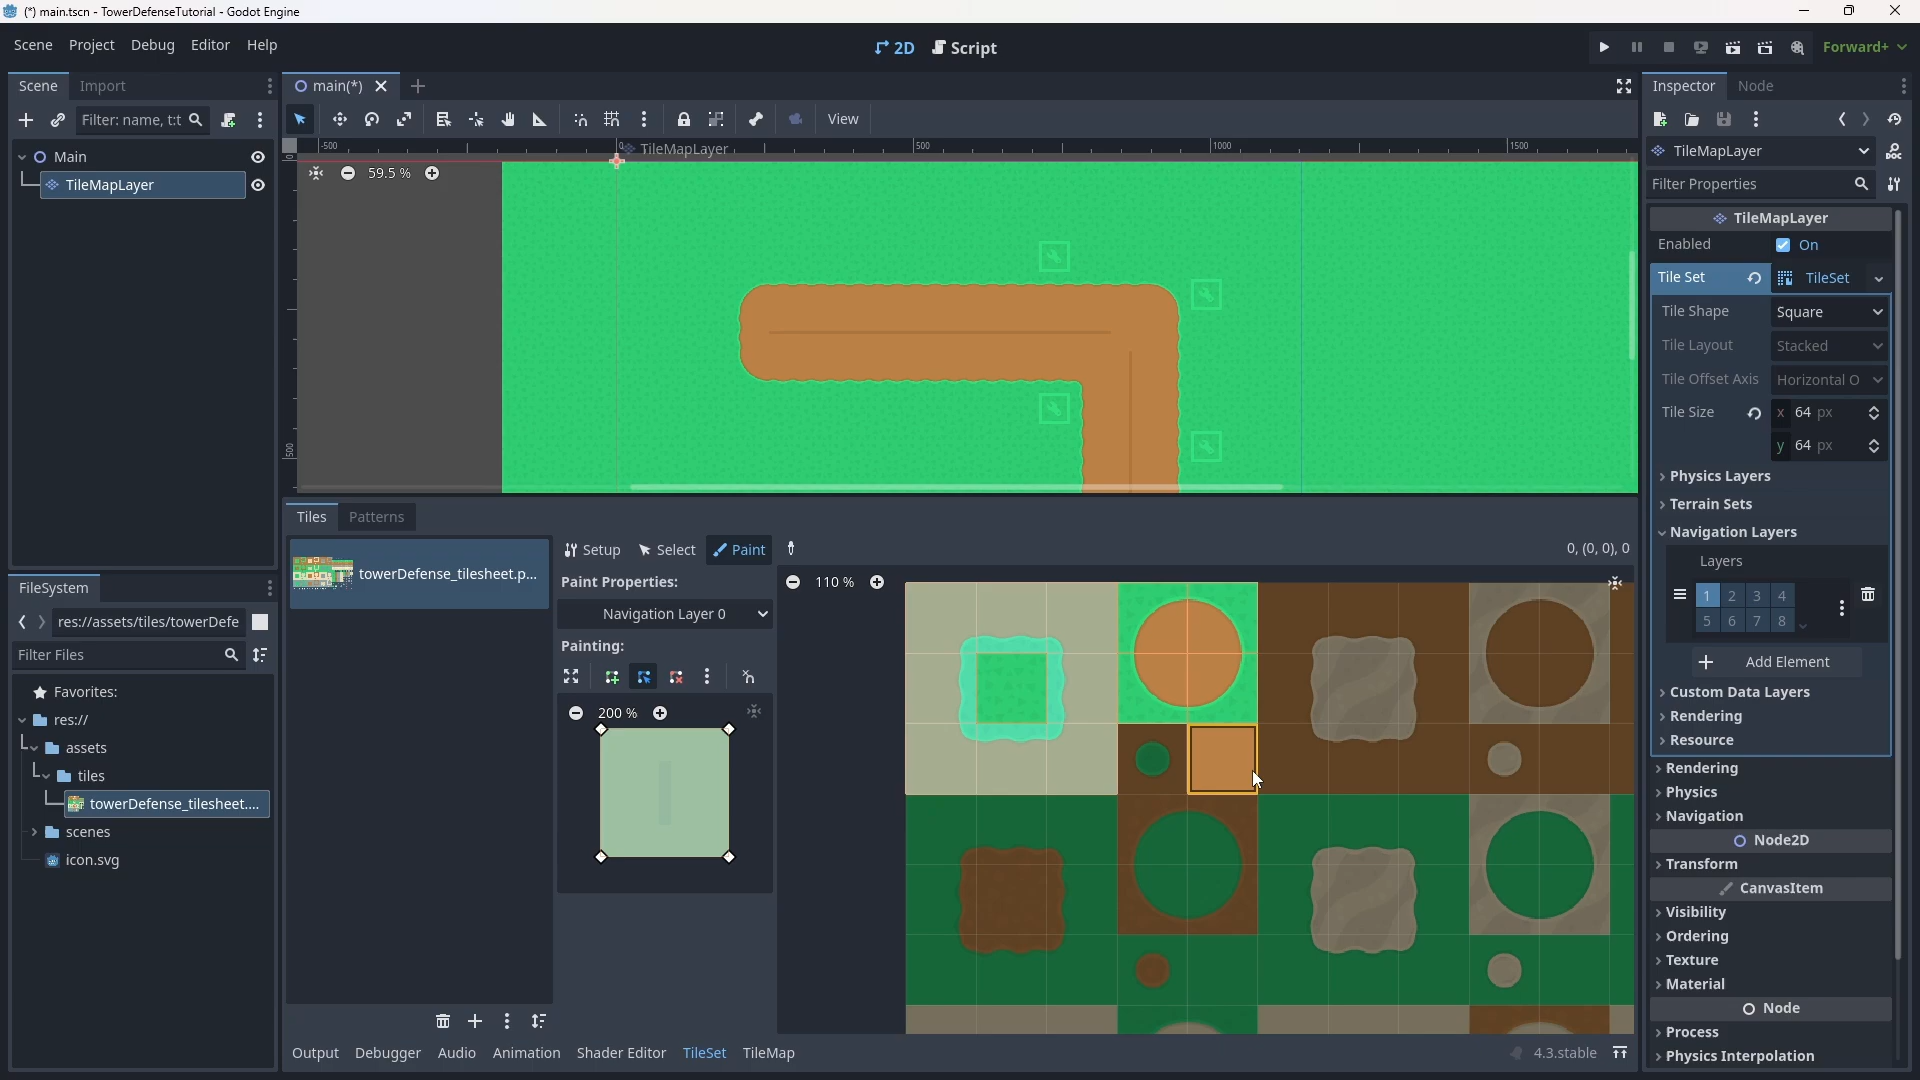 (*) main.tscn - TowerDefenseTutorial - Godot Engine
Scene Project Debug Editor Help
2D Script
Forward+
Scene Import
main(*)
Inspector Node
Filter: name, t:t
View
Main
TileMapLayer
-500 0 500 1000 1500
TileMapLayer
59.5 %
0
500
TileMapLayer
Filter Properties
TileMapLayer
Enabled On
Tile Set TileSet
Tile Shape Square
Tile Layout Stacked
Tile Offset Axis Horizontal O
Tile Size x 64 px
y 64 px
Physics Layers
Terrain Sets
Navigation Layers
Layers
1 2 3 4
5 6 7 8
Add Element
Custom Data Layers
Rendering
Resource
Rendering
Physics
Navigation
Node2D
Transform
CanvasItem
Visibility
Ordering
Texture
Material
Node
Process
Physics Interpolation
FileSystem
res://assets/tiles/towerDefe
Filter Files
Favorites:
res://
assets
tiles
towerDefense_tilesheet....
scenes
icon.svg
Tiles Patterns
towerDefense_tilesheet.p...
Setup Select Paint
0, (0, 0), 0
Paint Properties:
Navigation Layer 0
Painting:
200 %
110 %
Output Debugger Audio Animation Shader Editor TileSet TileMap
4.3.stable